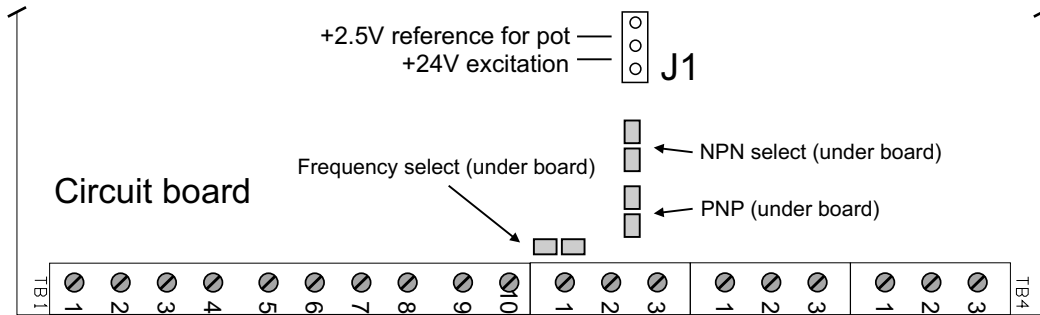 +2.5V reference for pot
+24V excitation
J1
NPN select (under board)
Frequency select (under board)
Circuit board
PNP (under board)
TB1 1 2 3 4 5 6 7 8 9 10 1 2 3 1 2 3 1 2 3 TB4